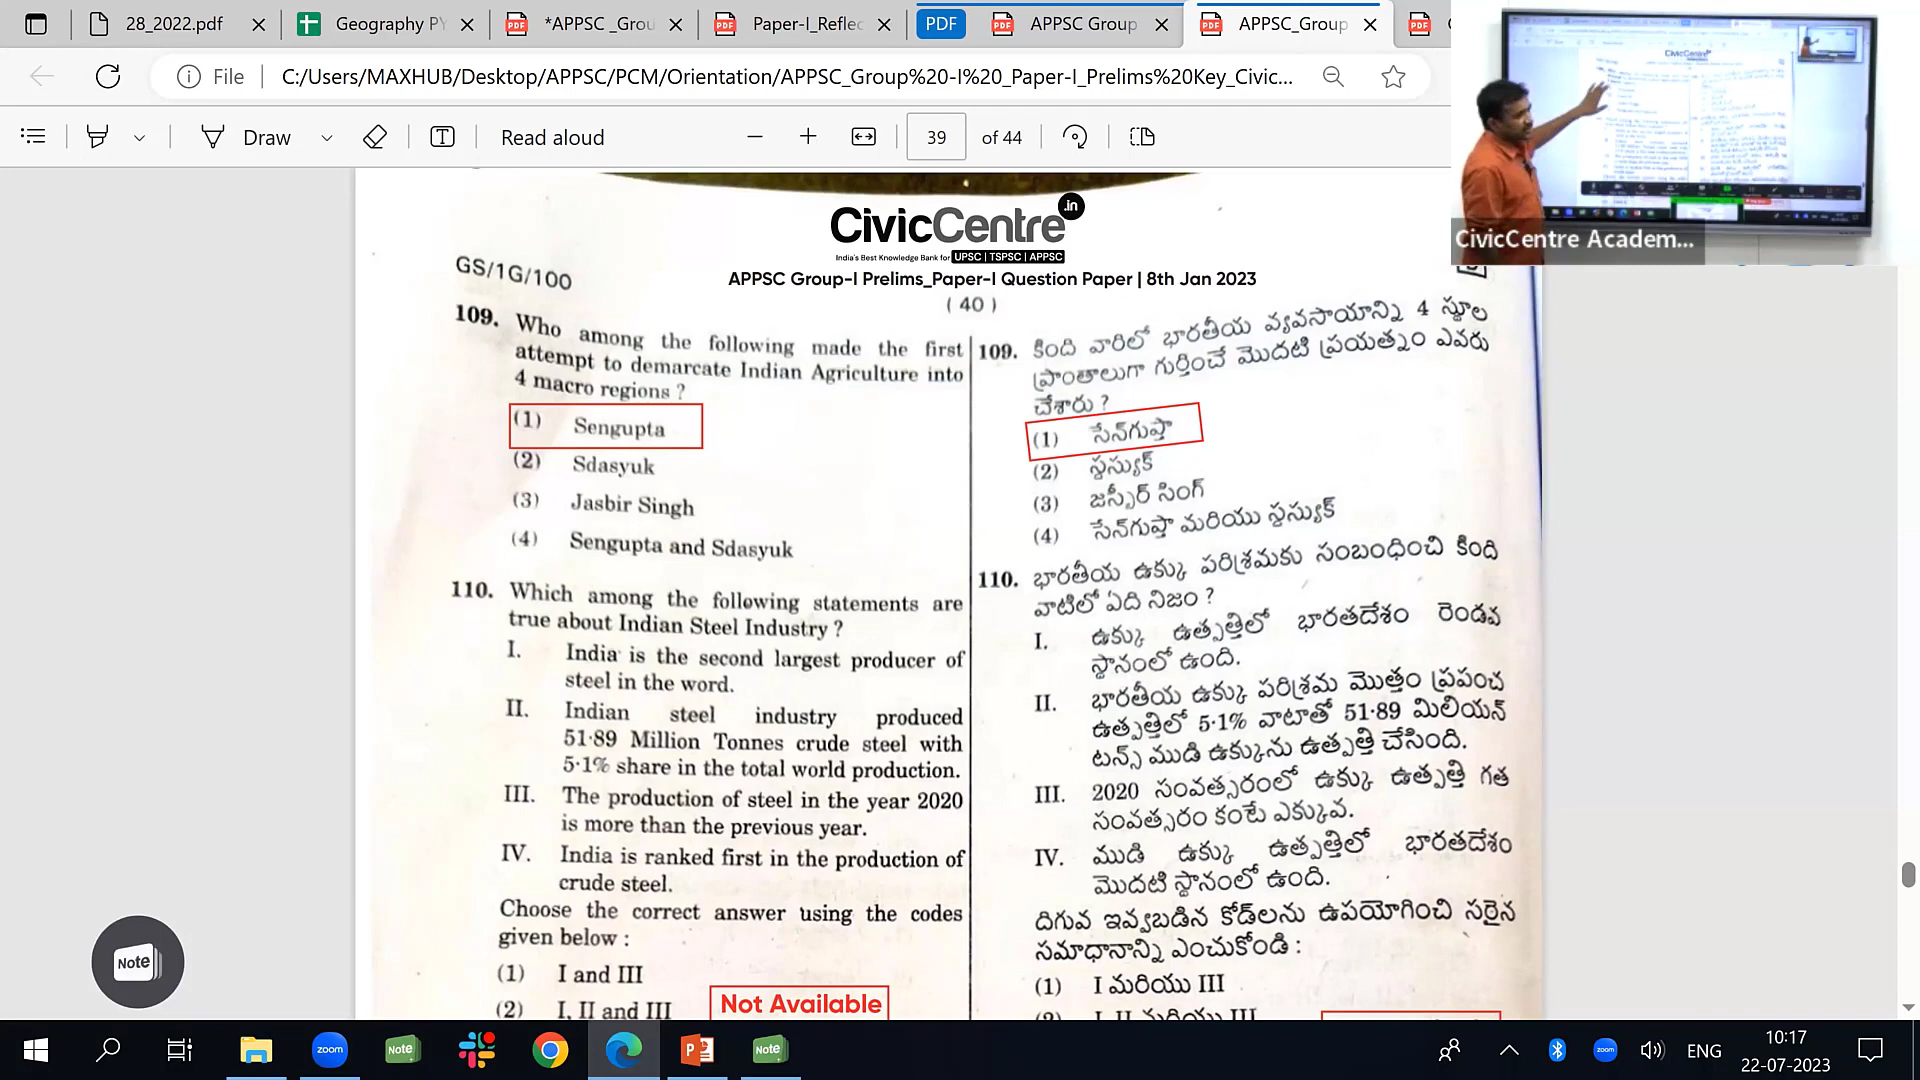 28_2022.pdf
Geography PY
*APPSC _Grou
Paper-I_Reflec
PDF
APPSC Group
APPSC_Group
File
C:/Users/MAXHUB/Desktop/APPSC/PCM/Orientation/APPSC_Group%20-I%20_Paper-I_Prelims%20Key_Civic...
Draw
Read aloud
39
of 44
CivicCentre Academ...
CivicCentre.in
India's Best Knowledge Bank for UPSC | TSPSC | APPSC
APPSC Group-I Prelims_Paper-I Question Paper | 8th Jan 2023
GS/1G/100
( 40 )
109. Who among the following made the first
attempt to demarcate Indian Agriculture into
4 macro regions ?
(1) Sengupta
(2) Sdasyuk
(3) Jasbir Singh
(4) Sengupta and Sdasyuk
110. Which among the following statements are
true about Indian Steel Industry ?
I. India is the second largest producer of
steel in the word.
II. Indian steel industry produced
51·89 Million Tonnes crude steel with
5·1% share in the total world production.
III. The production of steel in the year 2020
is more than the previous year.
IV. India is ranked first in the production of
crude steel.
Choose the correct answer using the codes
given below :
(1) I and III
(2) I, II and III
Not Available
109. కింది వారిలో భారతీయ వ్యవసాయాన్ని 4 స్థూల
ప్రాంతాలుగా గుర్తించే మొదటి ప్రయత్నం ఎవరు
చేశారు ?
(1) సేన్‌గుప్తా
(2) స్దస్యుక్
(3) జస్బీర్ సింగ్
(4) సేన్‌గుప్తా మరియు స్దస్యుక్
110. భారతీయ ఉక్కు పరిశ్రమకు సంబంధించి కింది
వాటిలో ఏది నిజం ?
I. ఉక్కు ఉత్పత్తిలో భారతదేశం రెండవ
స్థానంలో ఉంది.
II. భారతీయ ఉక్కు పరిశ్రమ మొత్తం ప్రపంచ
ఉత్పత్తిలో 5·1% వాటాతో 51·89 మిలియన్
టన్స్ ముడి ఉక్కును ఉత్పత్తి చేసింది.
III. 2020 సంవత్సరంలో ఉక్కు ఉత్పత్తి గత
సంవత్సరం కంటే ఎక్కువ.
IV. ముడి ఉక్కు ఉత్పత్తిలో భారతదేశం
మొదటి స్థానంలో ఉంది.
దిగువ ఇవ్వబడిన కోడ్‌లను ఉపయోగించి సరైన
సమాధానాన్ని ఎంచుకోండి :
(1) I మరియు III
Note
zoom
Note
Note
zoom
ENG
10:17
22-07-2023